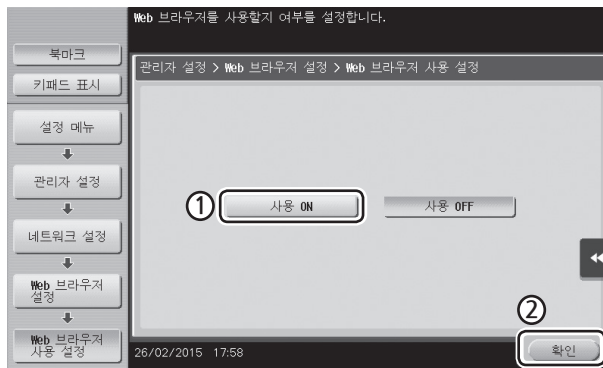 Web 브라우저를 사용할지 여부를 설정합니다.
북마크
키패드 표시
설정 메뉴
관리자 설정
네트워크 설정
Web 브라우저
설정
Web 브라우저
사용 설정
관리자 설정 > Web 브라우저 설정 > Web 브라우저 사용 설정
①
사용 ON
사용 OFF
②
26/02/2015 17:58
확인